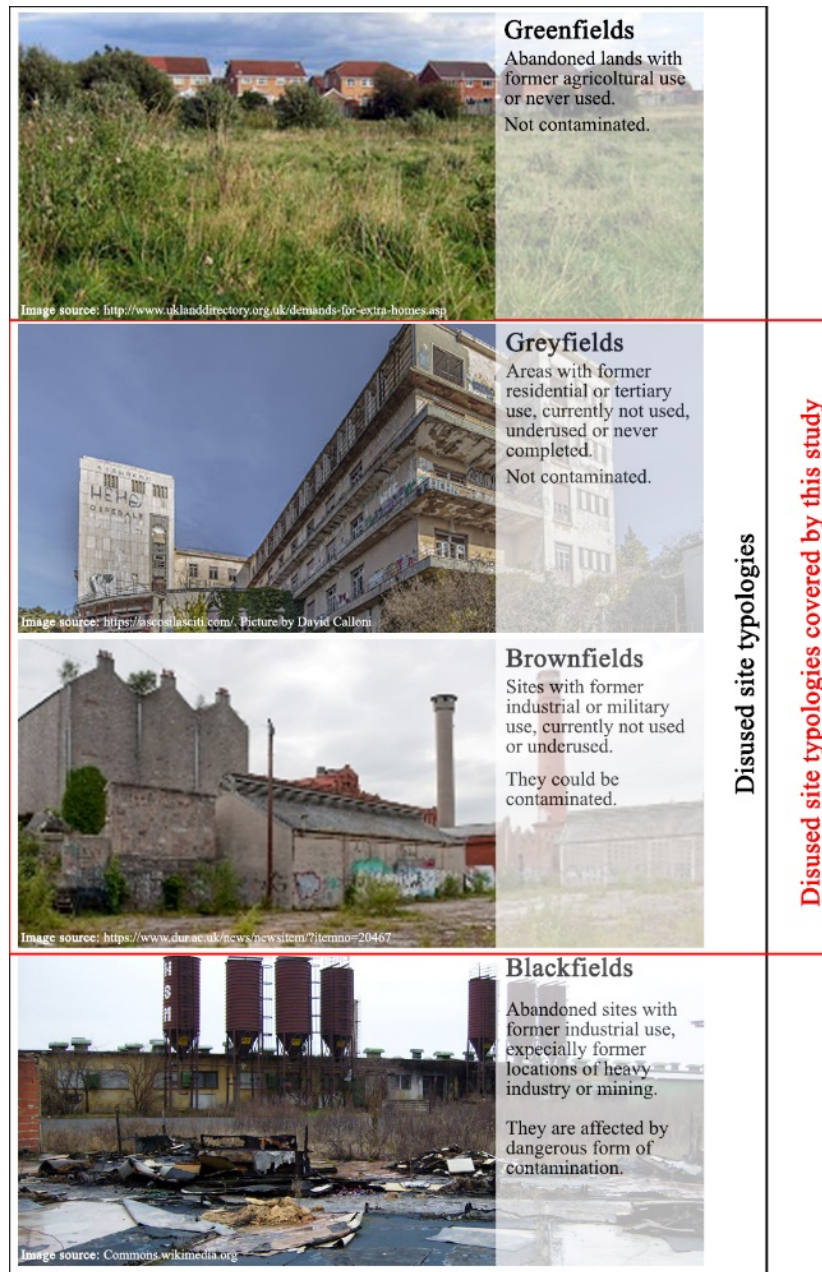 Greenfields
Abandoned lands with
former agricoltural use
or never used.
Not contaminated.
Image source: http://www.uklanddirectory.org.uk/demands-for-extra-homes.asp
Greyfields
Areas with former
residential or tertiary
use, currently not used,
underused or never
completed.
Not contaminated.
HEHE
OSPEDALE
Image source: https://ascosilasciti.com/. Picture by David Calloni
Brownfields
Sites with former
industrial or military
use, currently not used
or underused.
They could be
contaminated.
Image source: https://www.dur.ac.uk/news/newsitem/?itemno=20467
Blackfields
Abandoned sites with
former industrial use,
expecially former
locations of heavy
industry or mining.
They are affected by
dangerous form of
contamination.
HSM
Image source: Commons.wikimedia.org
Disused site typologies
Disused site typologies covered by this study